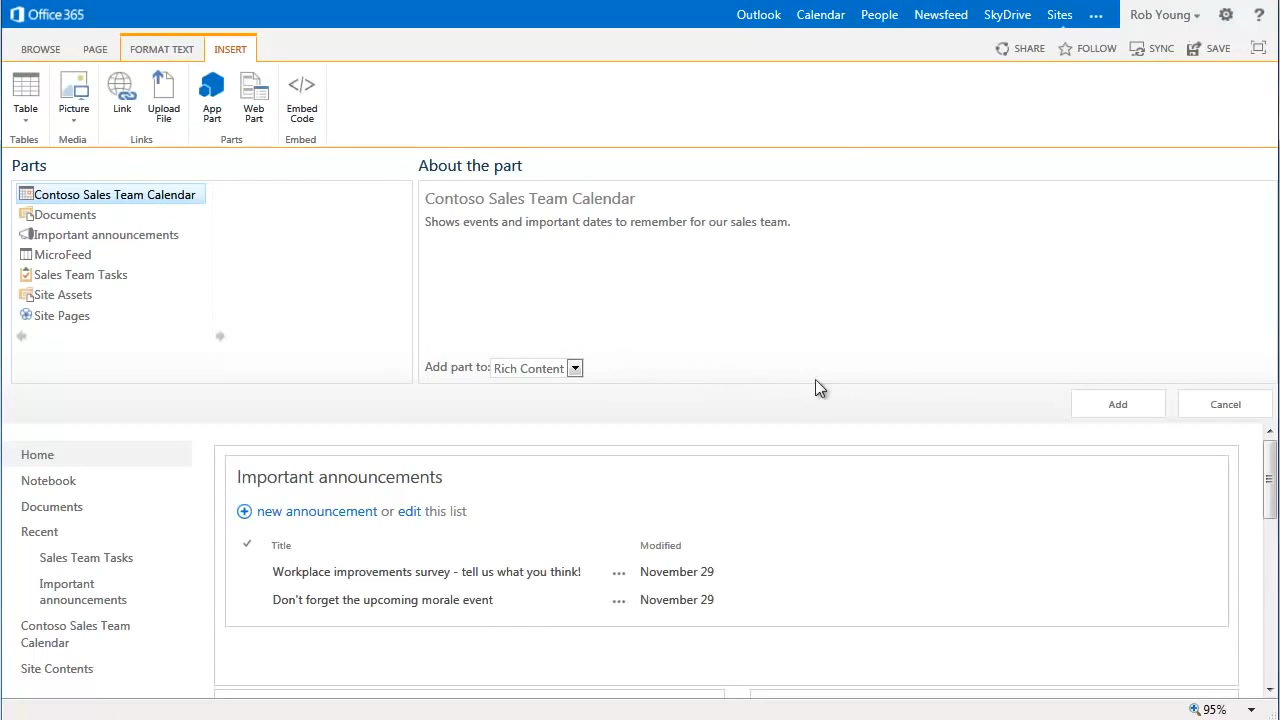 Office 365
Outlook Calendar People Newsfeed SkyDrive Sites ••• Rob Young ?
BROWSE PAGE FORMAT TEXT INSERT SHARE FOLLOW SYNC SAVE
Table Picture Link Upload File App Part Web Part Embed Code
Tables Media Links Parts Embed
Parts
Contoso Sales Team Calendar
Documents
Important announcements
MicroFeed
Sales Team Tasks
Site Assets
Site Pages
About the part
Contoso Sales Team Calendar
Shows events and important dates to remember for our sales team.
Add part to: Rich Content
Add Cancel
Home
Notebook
Documents
Recent
Sales Team Tasks
Important
announcements
Contoso Sales Team
Calendar
Site Contents
Important announcements
new announcement or edit this list
Title Modified
Workplace improvements survey - tell us what you think! ••• November 29
Don't forget the upcoming morale event ••• November 29
95%